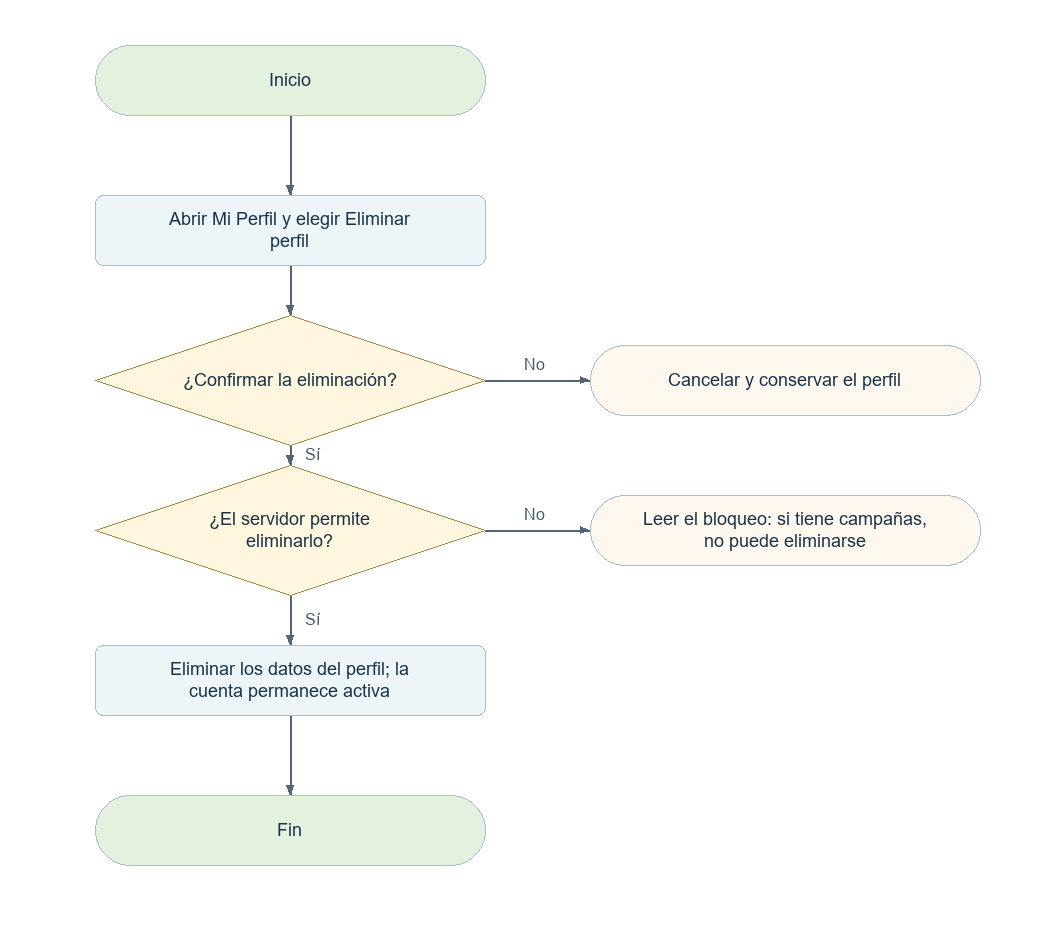 Inicio
Abrir Mi Perfil y elegir Eliminar
perfil
¿Confirmar la eliminación?
No
Cancelar y conservar el perfil
Sí
¿El servidor permite
eliminarlo?
No
Leer el bloqueo: si tiene campañas,
no puede eliminarse
Sí
Eliminar los datos del perfil; la
cuenta permanece activa
Fin